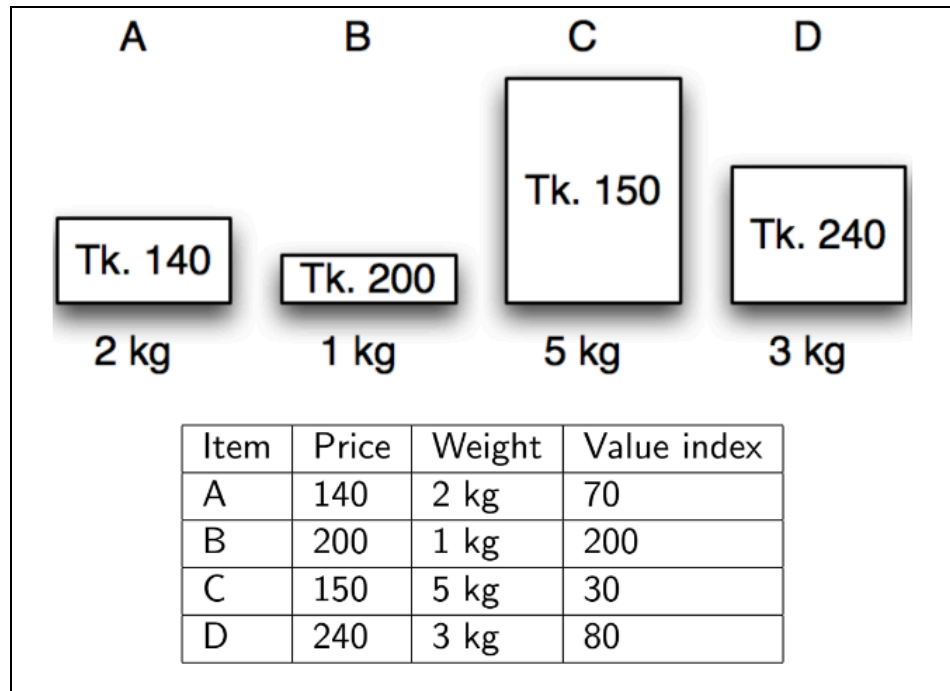 A B C D
Tk. 140 Tk. 200 Tk. 150 Tk. 240
2 kg 1 kg 5 kg 3 kg
Item Price Weight Value index
A 140 2 kg 70
B 200 1 kg 200
C 150 5 kg 30
D 240 3 kg 80